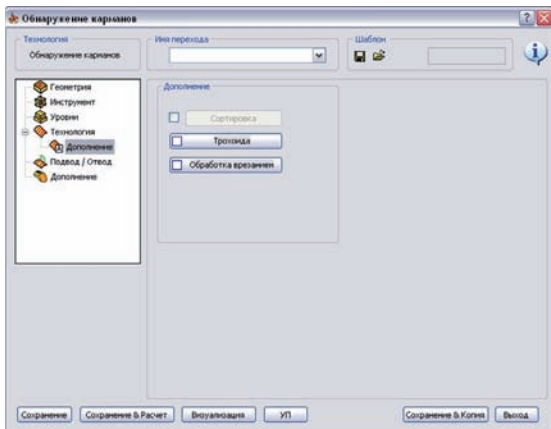 Обнаружение карманов
Технология
Обнаружение карманов
Имя перехода
Шаблон
Геометрия
Инструмент
Уровни
Технология
Дополнение
Подвод / Отвод
Дополнение
Дополнение
Сортировка
Трохоида
Обработка врезанием
Сохранение
Сохранение & Расчет
Визуализация
УП
Сохранение & Копия
Выход